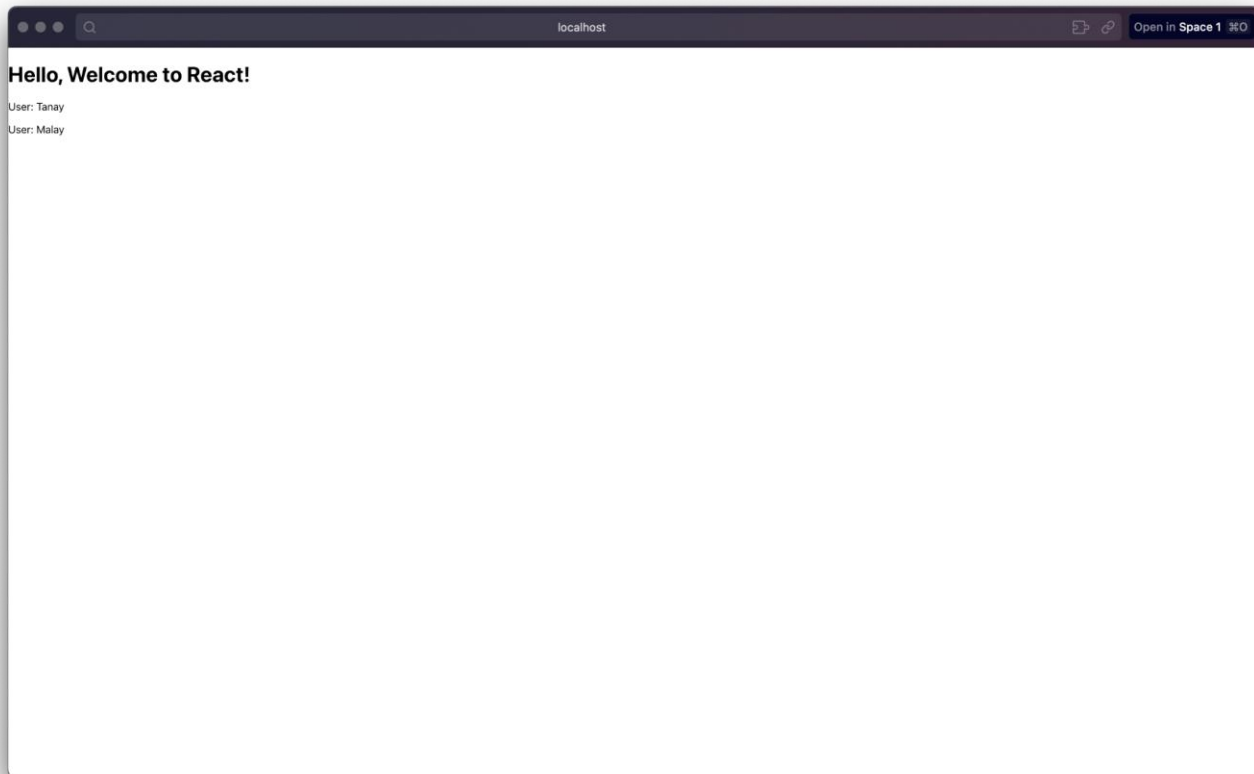 localhost
Open in Space 1 ⌘O
Hello, Welcome to React!
User: Tanay
User: Malay